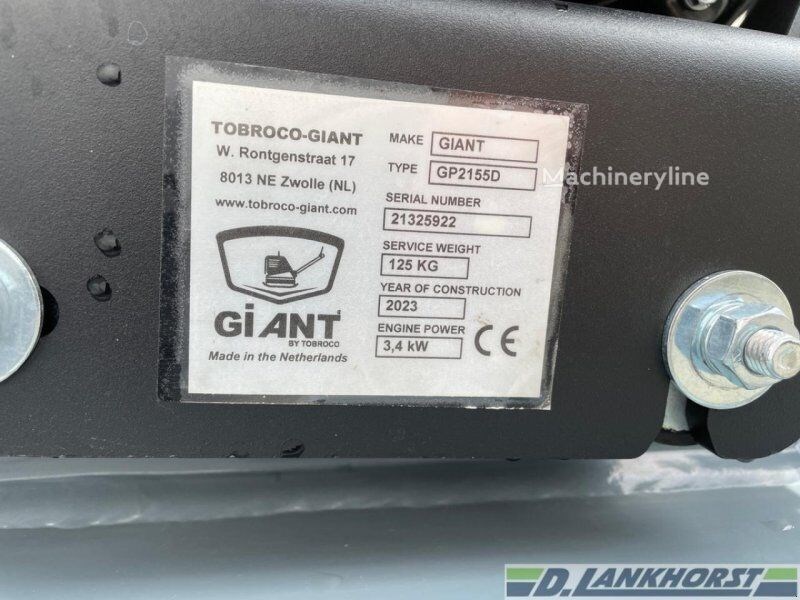 TOBROCO-GIANT
W. Rontgenstraat 17
8013 NE Zwolle (NL)
www.tobroco-giant.com
GiANT
BY TOBROCO
Made in the Netherlands
MAKE GIANT
TYPE GP2155D
SERIAL NUMBER
21325922
SERVICE WEIGHT
125 KG
YEAR OF CONSTRUCTION
2023
ENGINE POWER
3,4 kW
CE
Machineryline
D. LANKHORST